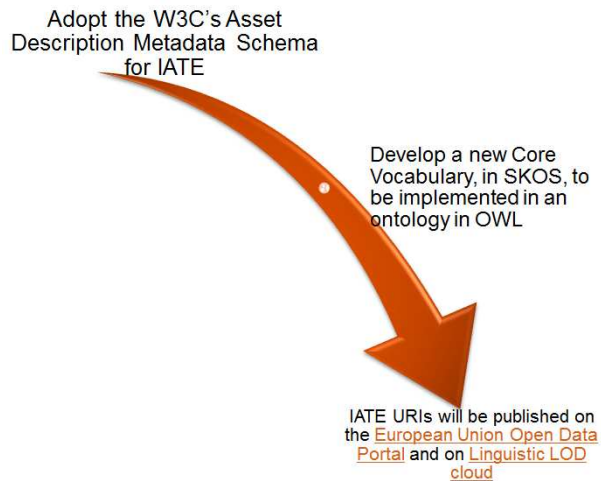 Adopt the W3C's Asset
Description Metadata Schema
for IATE
Develop a new Core
Vocabulary, in SKOS, to
be implemented in an
ontology in OWL
IATE URIs will be published on
the European Union Open Data
Portal and on Linguistic LOD
cloud